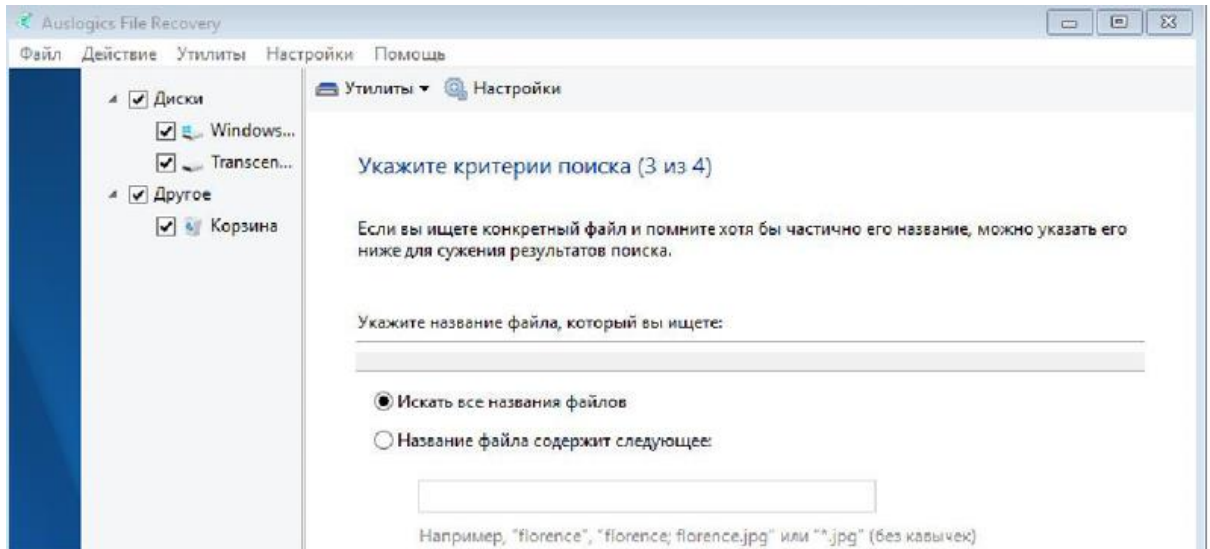 Auslogics File Recovery
Файл Действие Утилиты Настройки Помощь
Утилиты Настройки
Диски
Windows...
Transcen...
Другое
Корзина
Укажите критерии поиска (3 из 4)
Если вы ищете конкретный файл и помните хотя бы частично его название, можно указать его
ниже для сужения результатов поиска.
Укажите название файла, который вы ищете:
Искать все названия файлов
Название файла содержит следующее:
Например, "florence", "florence; florence.jpg" или "*.jpg" (без кавычек)